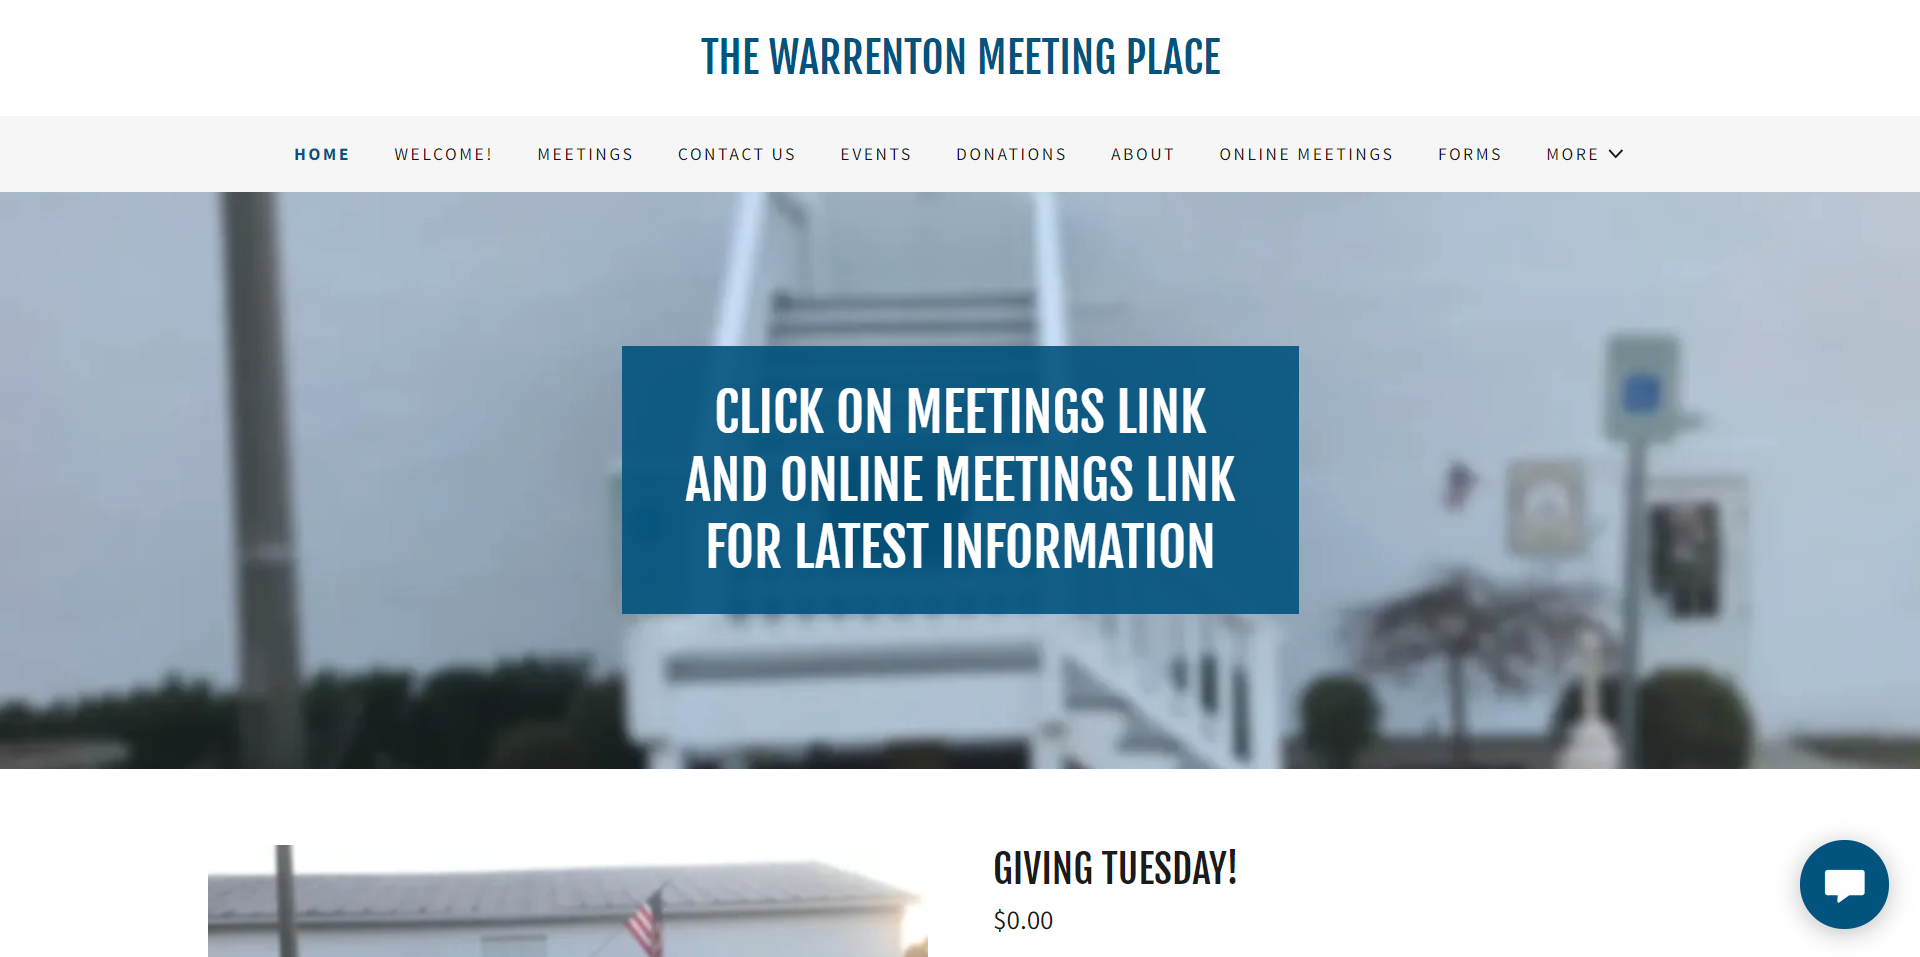 THE WARRENTON MEETING PLACE
HOME WELCOME! MEETINGS CONTACT US EVENTS DONATIONS ABOUT ONLINE MEETINGS FORMS MORE
CLICK ON MEETINGS LINK
AND ONLINE MEETINGS LINK
FOR LATEST INFORMATION
GIVING TUESDAY!
$0.00